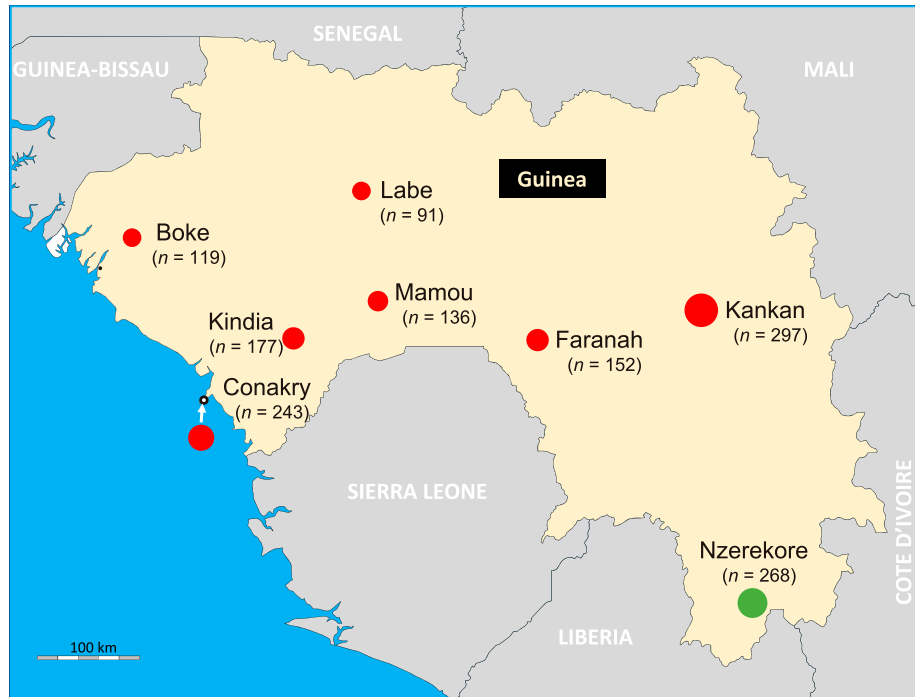 SENEGAL
GUINEA-BISSAU
MALI
Guinea
Labe
(n = 91)
Boke
(n = 119)
Mamou
(n = 136)
Kankan
(n = 297)
Kindia
(n = 177)
Faranah
(n = 152)
Conakry
(n = 243)
SIERRA LEONE
COTE D'IVOIRE
Nzerekore
(n = 268)
LIBERIA
100 km